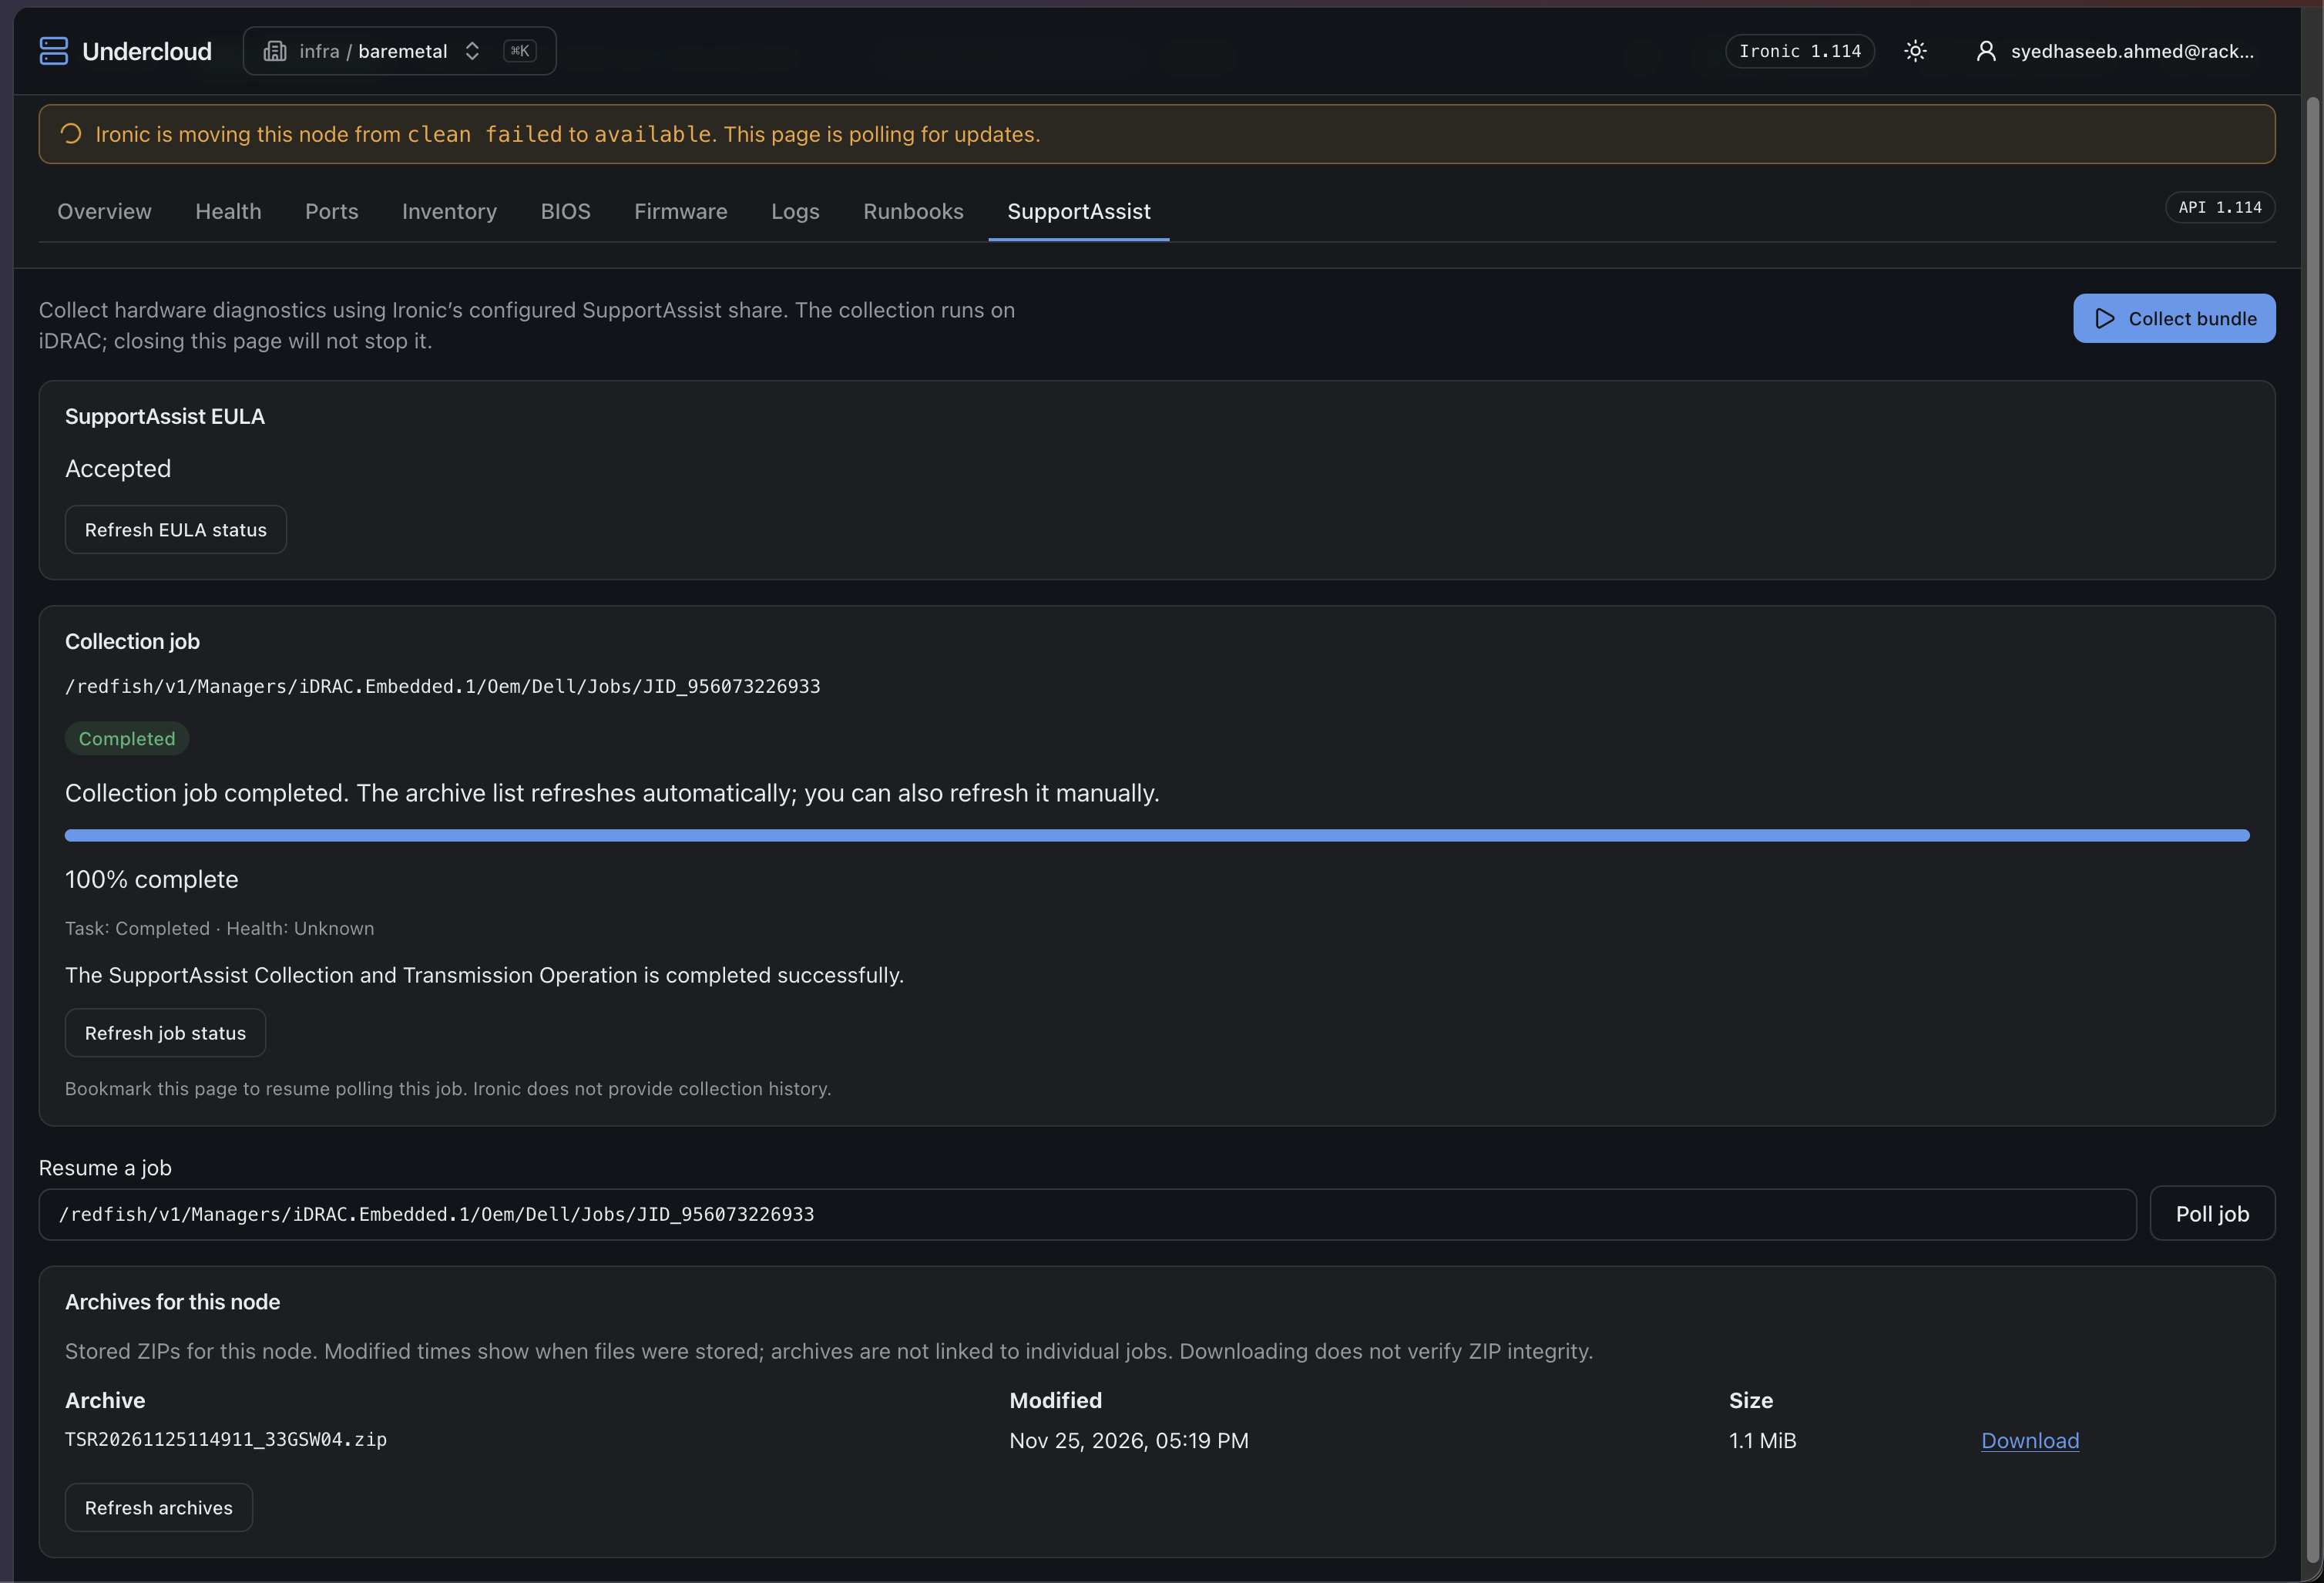 Undercloud
infra / baremetal ⌘K
Ironic 1.114
syedhaseeb.ahmed@rack...
Ironic is moving this node from clean failed to available. This page is polling for updates.
Overview Health Ports Inventory BIOS Firmware Logs Runbooks SupportAssist
API 1.114
Collect hardware diagnostics using Ironic’s configured SupportAssist share. The collection runs on
iDRAC; closing this page will not stop it.
Collect bundle
SupportAssist EULA
Accepted
Refresh EULA status
Collection job
/redfish/v1/Managers/iDRAC.Embedded.1/Oem/Dell/Jobs/JID_956073226933
Completed
Collection job completed. The archive list refreshes automatically; you can also refresh it manually.
100% complete
Task: Completed · Health: Unknown
The SupportAssist Collection and Transmission Operation is completed successfully.
Refresh job status
Bookmark this page to resume polling this job. Ironic does not provide collection history.
Resume a job
/redfish/v1/Managers/iDRAC.Embedded.1/Oem/Dell/Jobs/JID_956073226933
Poll job
Archives for this node
Stored ZIPs for this node. Modified times show when files were stored; archives are not linked to individual jobs. Downloading does not verify ZIP integrity.
Archive Modified Size
TSR20261125114911_33GSW04.zip Nov 25, 2026, 05:19 PM 1.1 MiB Download
Refresh archives